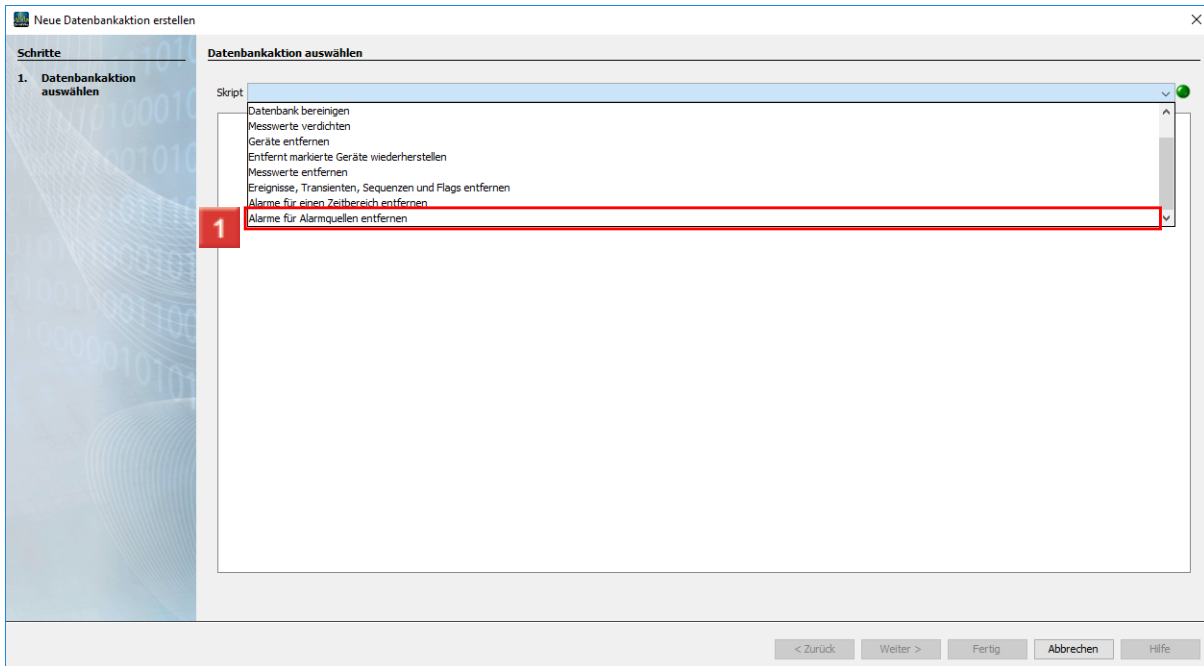 Neue Datenbankaktion erstellen
Schritte
1. Datenbankaktion
auswählen
Datenbankaktion auswählen
Skript
Datenbank bereinigen
Messwerte verdichten
Geräte entfernen
Entfernt markierte Geräte wiederherstellen
Messwerte entfernen
Ereignisse, Transienten, Sequenzen und Flags entfernen
Alarme für einen Zeitbereich entfernen
Alarme für Alarmquellen entfernen
1
< Zurück Weiter > Fertig Abbrechen Hilfe